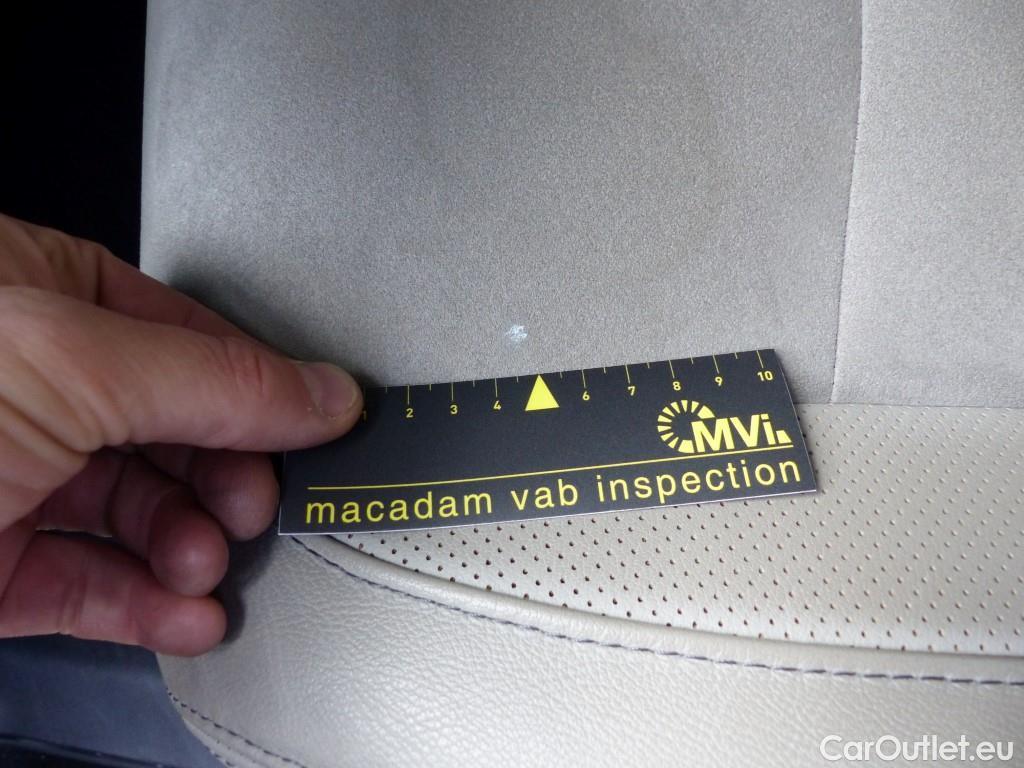 1 2 3 4 6 7 8 9 10
MVi
macadam vab inspection
CarOutlet.eu